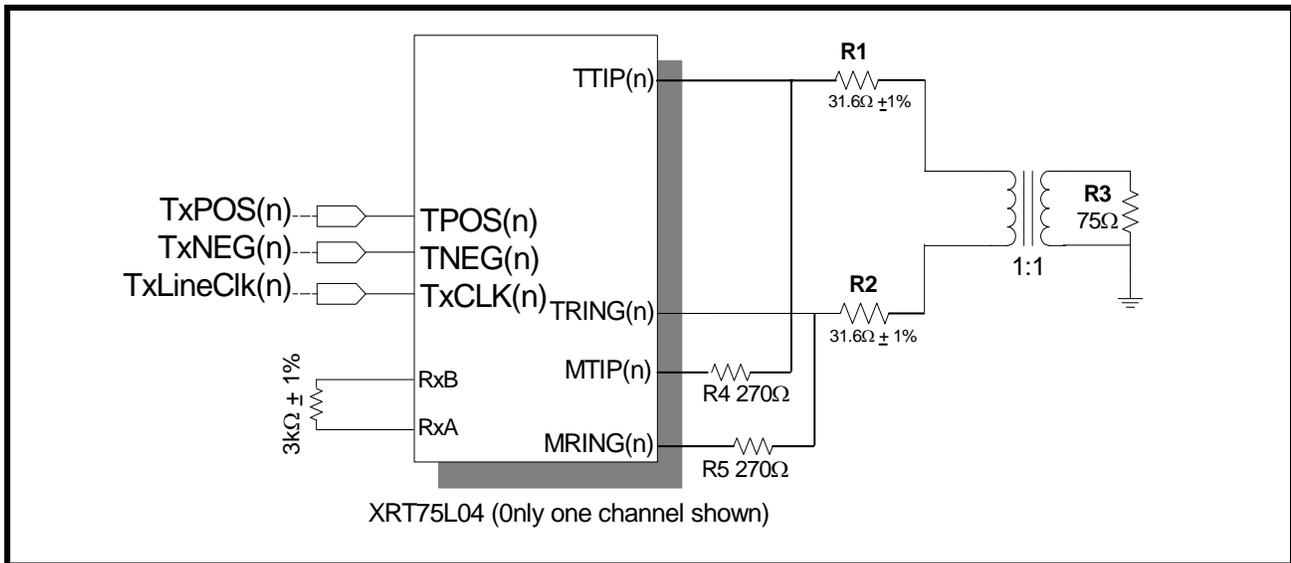 R1
TTIP(n)
31.6Ω ±1%
TxPOS(n)
TPOS(n)
R3
75Ω
TxNEG(n)
TNEG(n)
1:1
TxLineClk(n)
TxCLK(n)
R2
TRING(n)
31.6Ω ± 1%
MTIP(n)
R4 270Ω
3kΩ ± 1%
RxB
RxA
MRING(n)
R5 270Ω
XRT75L04 (0nly one channel shown)